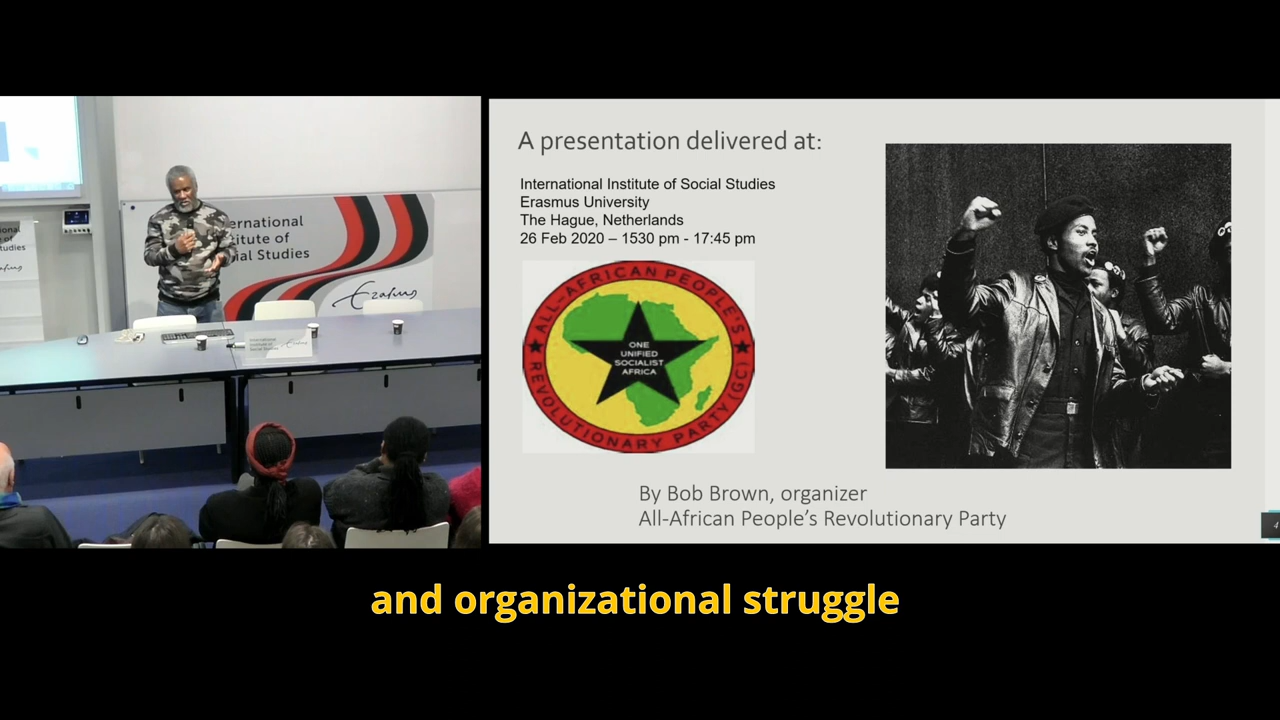 International
Institute of
Social Studies
Erasmus
A presentation delivered at:
International Institute of Social Studies
Erasmus University
The Hague, Netherlands
26 Feb 2020 – 1530 pm - 17:45 pm
ALL-AFRICAN PEOPLE'S
REVOLUTIONARY PARTY (GC)
ONE
UNIFIED
SOCIALIST
AFRICA
By Bob Brown, organizer
All-African People’s Revolutionary Party
4
and organizational struggle